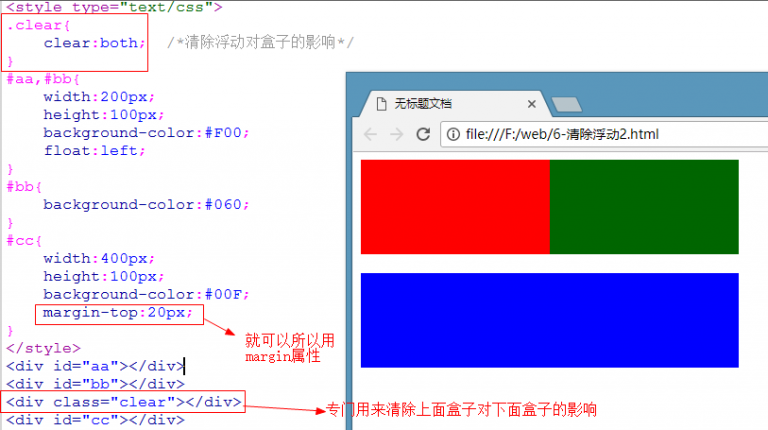 <style type="text/css">
.clear{
clear:both; /*清除浮动对盒子的影响*/
}
#aa,#bb{
width:200px;
height:100px;
background-color:#F00;
float:left;
}
#bb{
background-color:#060;
}
#cc{
width:400px;
height:100px;
background-color:#00F;
margin-top:20px;
}
</style>
<div id="aa"></div>
<div id="bb"></div>
<div class="clear"></div>
<div id="cc"></div>
就可以所以用
margin属性
专门用来清除上面盒子对下面盒子的影响
无标题文档
file:///F:/web/6-清除浮动2.html